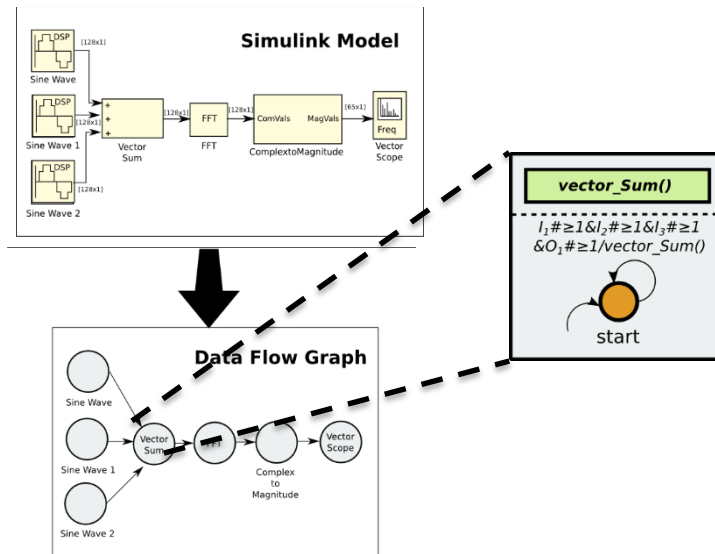 Simulink Model
DSP
[128x1]
Sine Wave
DSP
[128x1]
Sine Wave 1
DSP
[128x1]
Sine Wave 2
+
+
+
Vector
Sum
[128x1]
FFT
FFT
[128x1]
ComVals MagVals
ComplextoMagnitude
[65x1]
Freq
Vector
Scope
vector_Sum()
I₁#≥1&I₂#≥1&I₃#≥1
&O₁#≥1/vector_Sum()
start
Data Flow Graph
Sine Wave
Sine Wave 1
Sine Wave 2
Vector
Sum
FFT
Complex
to
Magnitude
Vector
Scope